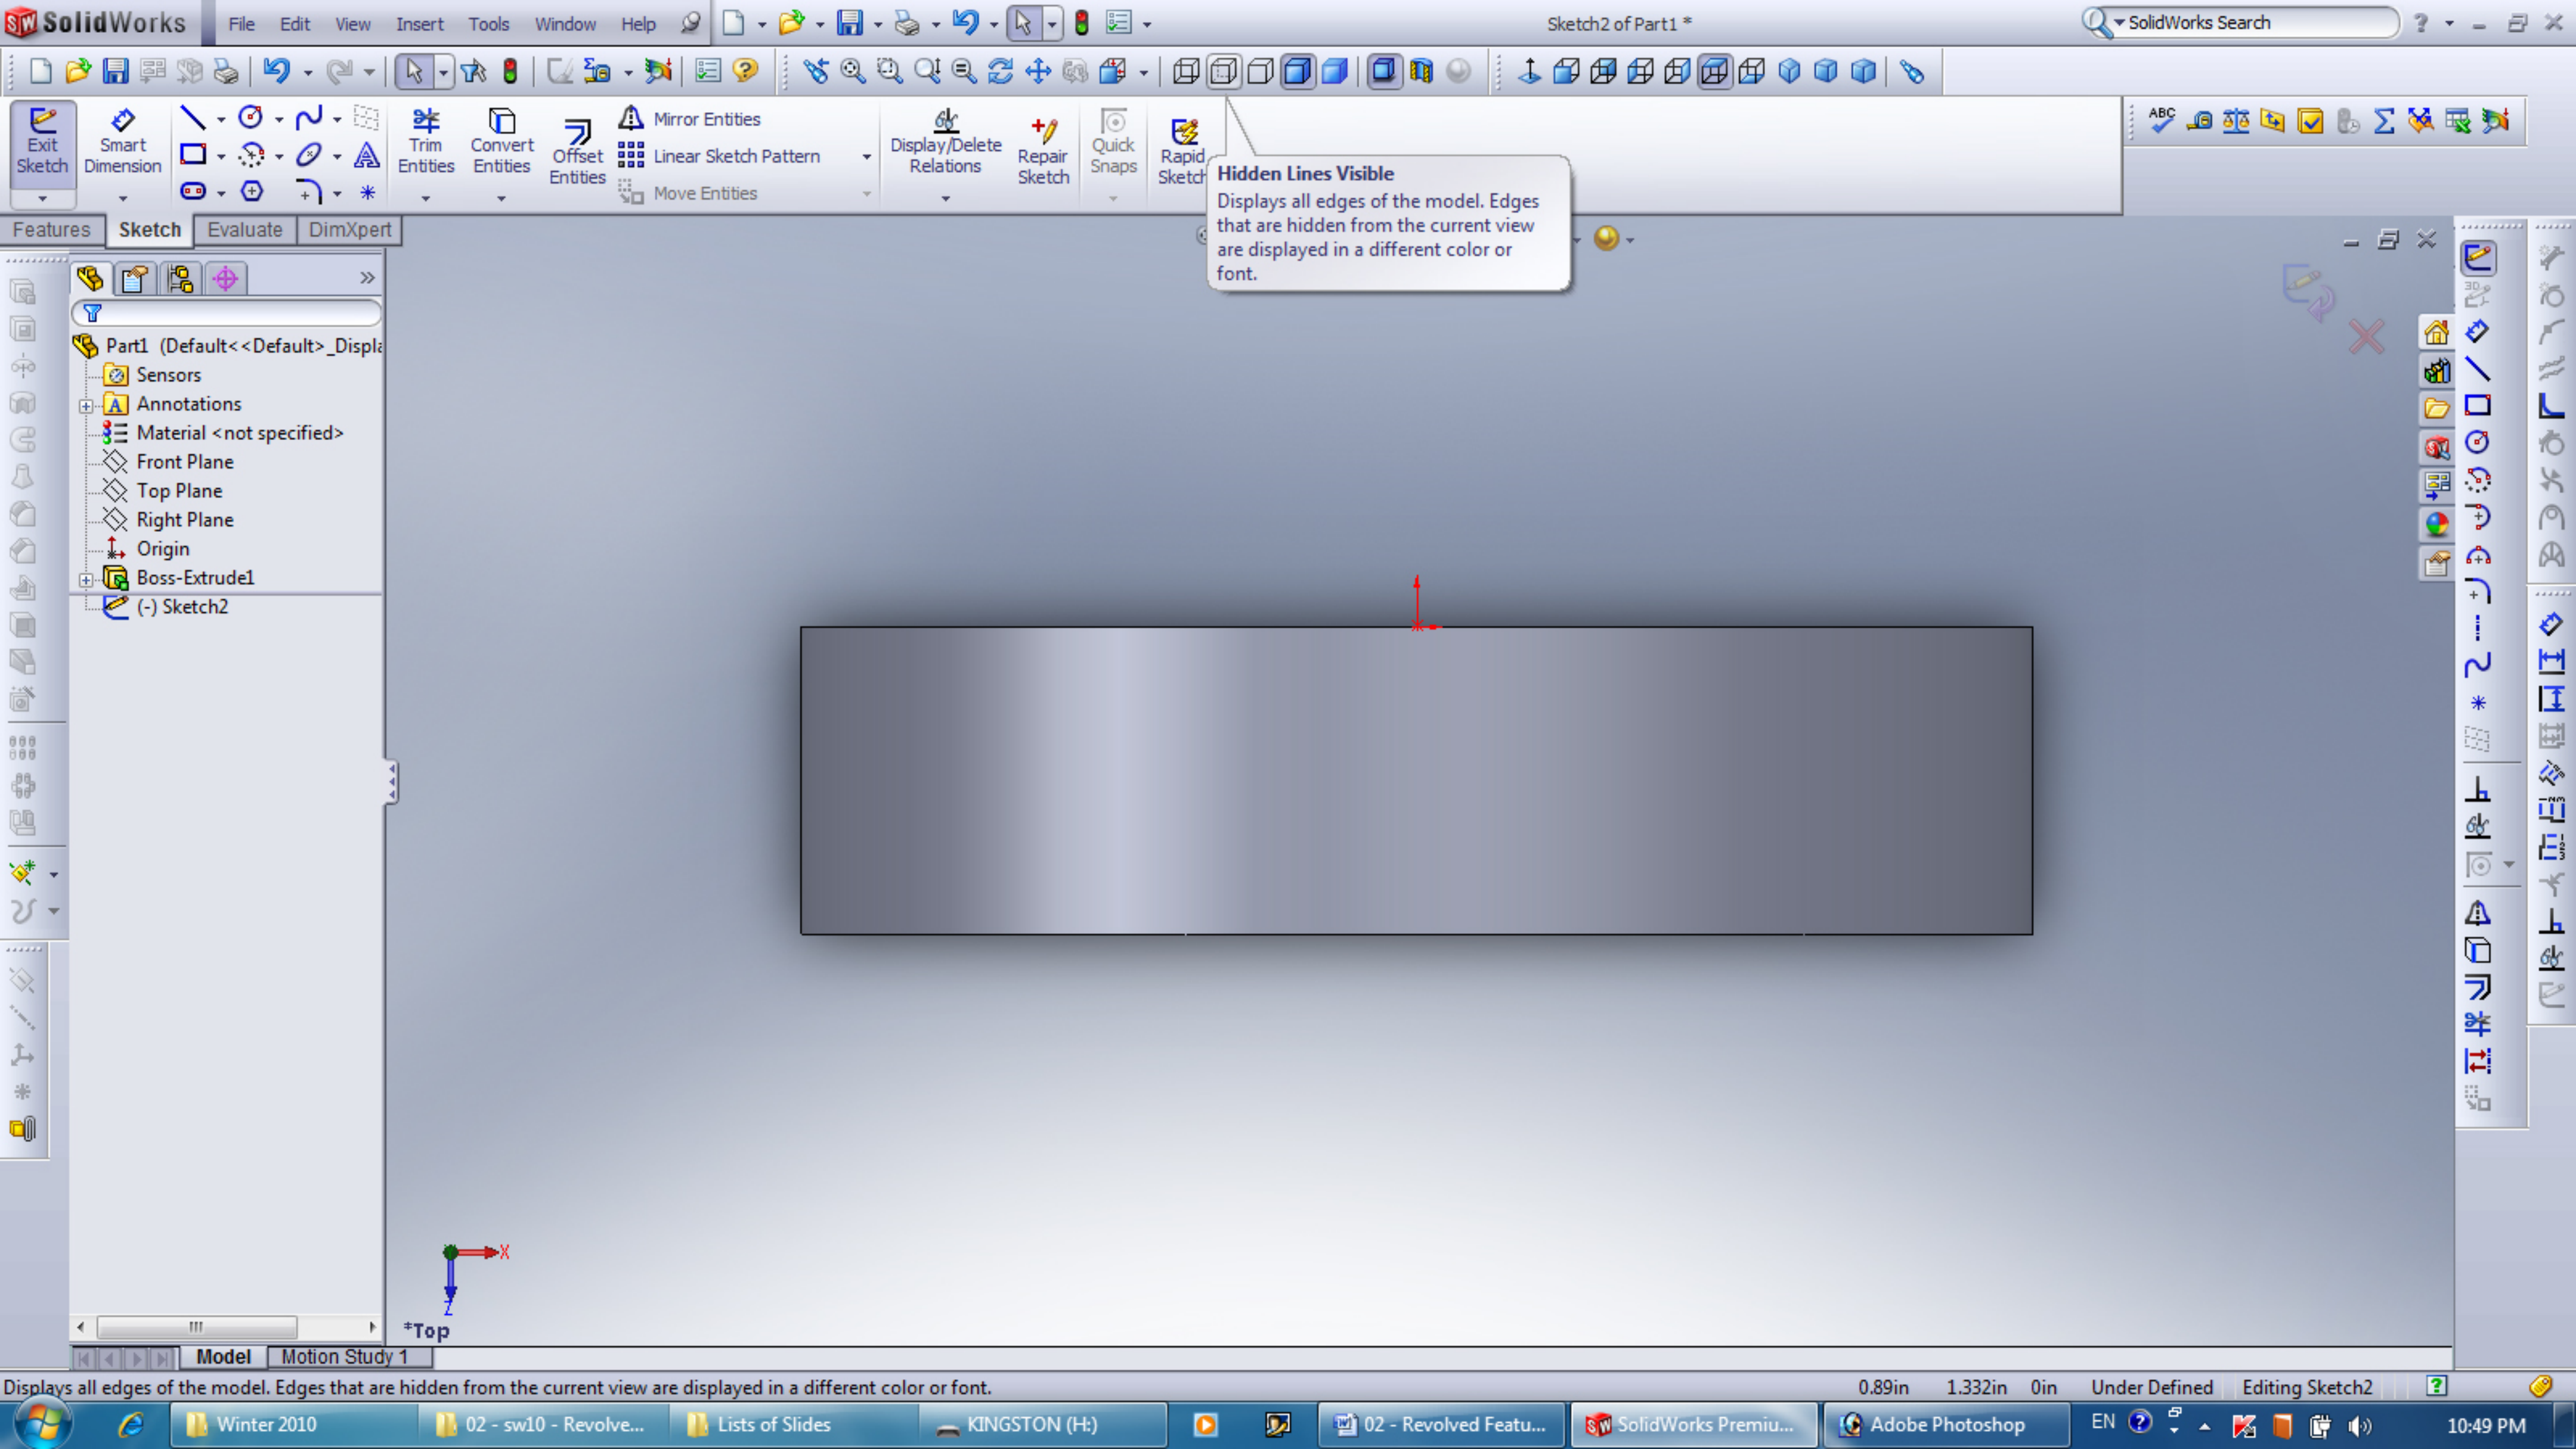 SolidWorks File Edit View Insert Tools Window Help Sketch2 of Part1 * SolidWorks Search
Exit Sketch
Smart Dimension
Trim Entities
Convert Entities
Offset Entities
Mirror Entities
Linear Sketch Pattern
Move Entities
Display/Delete Relations
Repair Sketch
Quick Snaps
Rapid Sketch
ABC
Hidden Lines Visible
Displays all edges of the model. Edges
that are hidden from the current view
are displayed in a different color or
font.
Features Sketch Evaluate DimXpert
Part1 (Default<<Default>_Displa
Sensors
Annotations
Material <not specified>
Front Plane
Top Plane
Right Plane
Origin
Boss-Extrude1
(-) Sketch2
3D
X
Z
*Top
Model Motion Study 1
Displays all edges of the model. Edges that are hidden from the current view are displayed in a different color or font. 0.89in 1.332in 0in Under Defined Editing Sketch2
Winter 2010 02 - sw10 - Revolve... Lists of Slides KINGSTON (H:) 02 - Revolved Featu... SolidWorks Premiu... Adobe Photoshop EN 10:49 PM